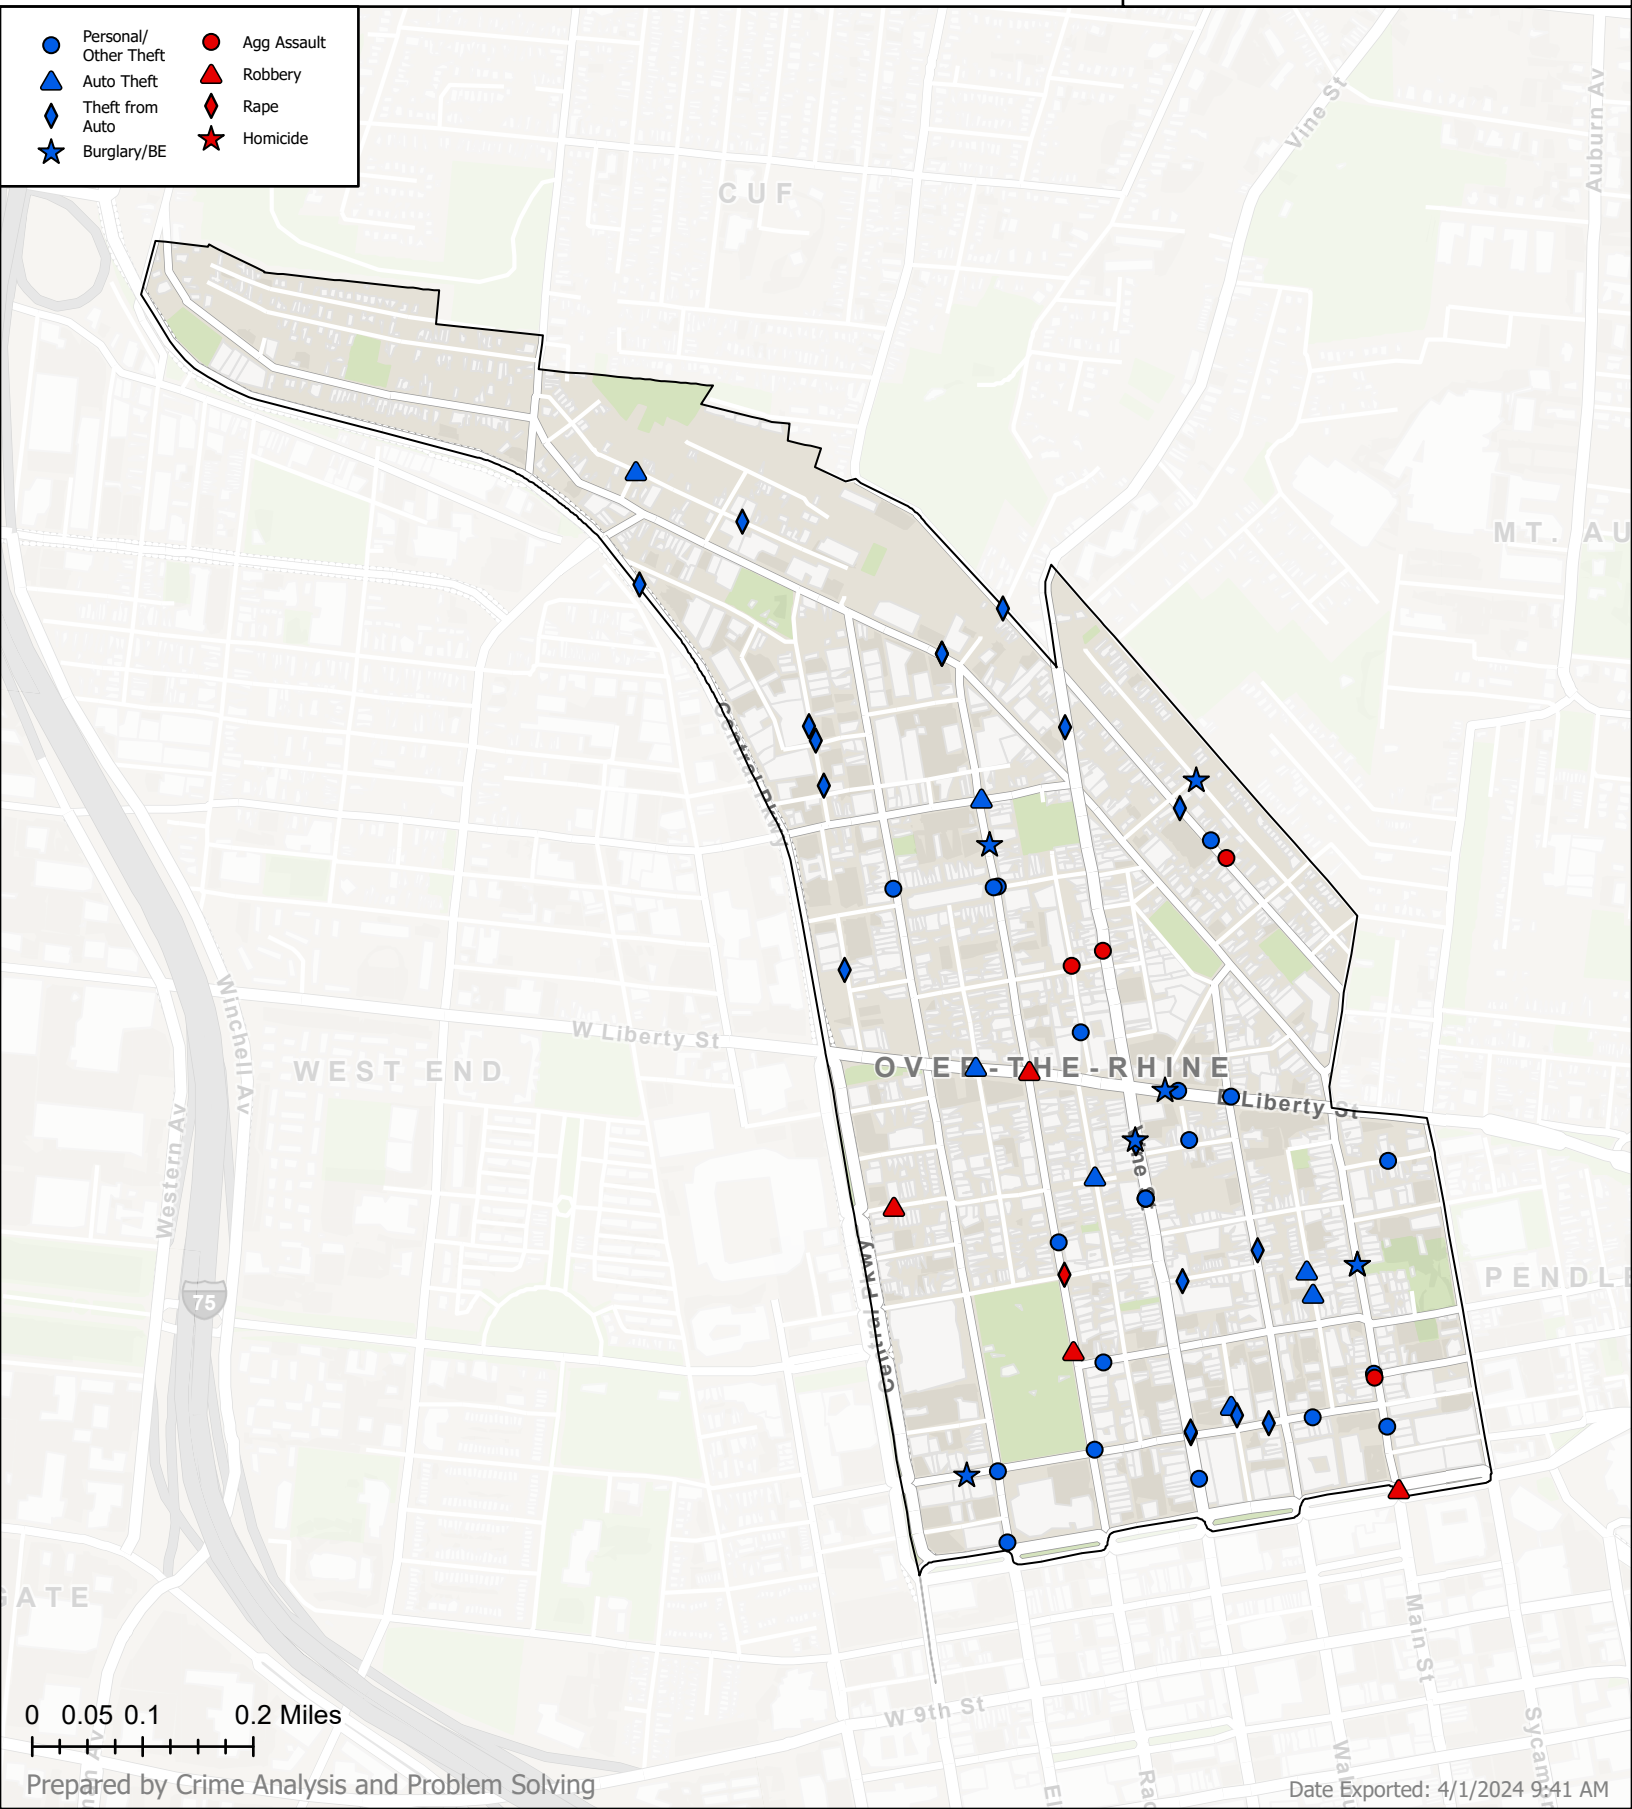 Personal/
Other Theft
Auto Theft
Theft from
Auto
Burglary/BE
Agg Assault
Robbery
Rape
Homicide
CUF
Vine St
Auburn Av
MT. AU
Central Pkwy
Winchell Av
W Liberty St
WEST END
OVER-THE-RHINE
E Liberty St
Vine St
Western Av
Central Pkwy
75
PENDLE
GATE
Main St
W 9th St
0 0.05 0.1 0.2 Miles
Prepared by Crime Analysis and Problem Solving
Date Exported: 4/1/2024 9:41 AM